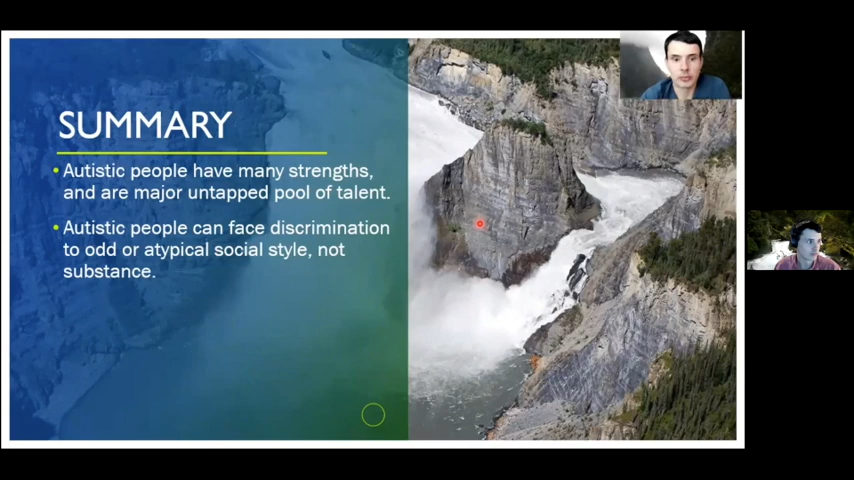 SUMMARY
• Autistic people have many strengths,
and are major untapped pool of talent.
• Autistic people can face discrimination
to odd or atypical social style, not
substance.